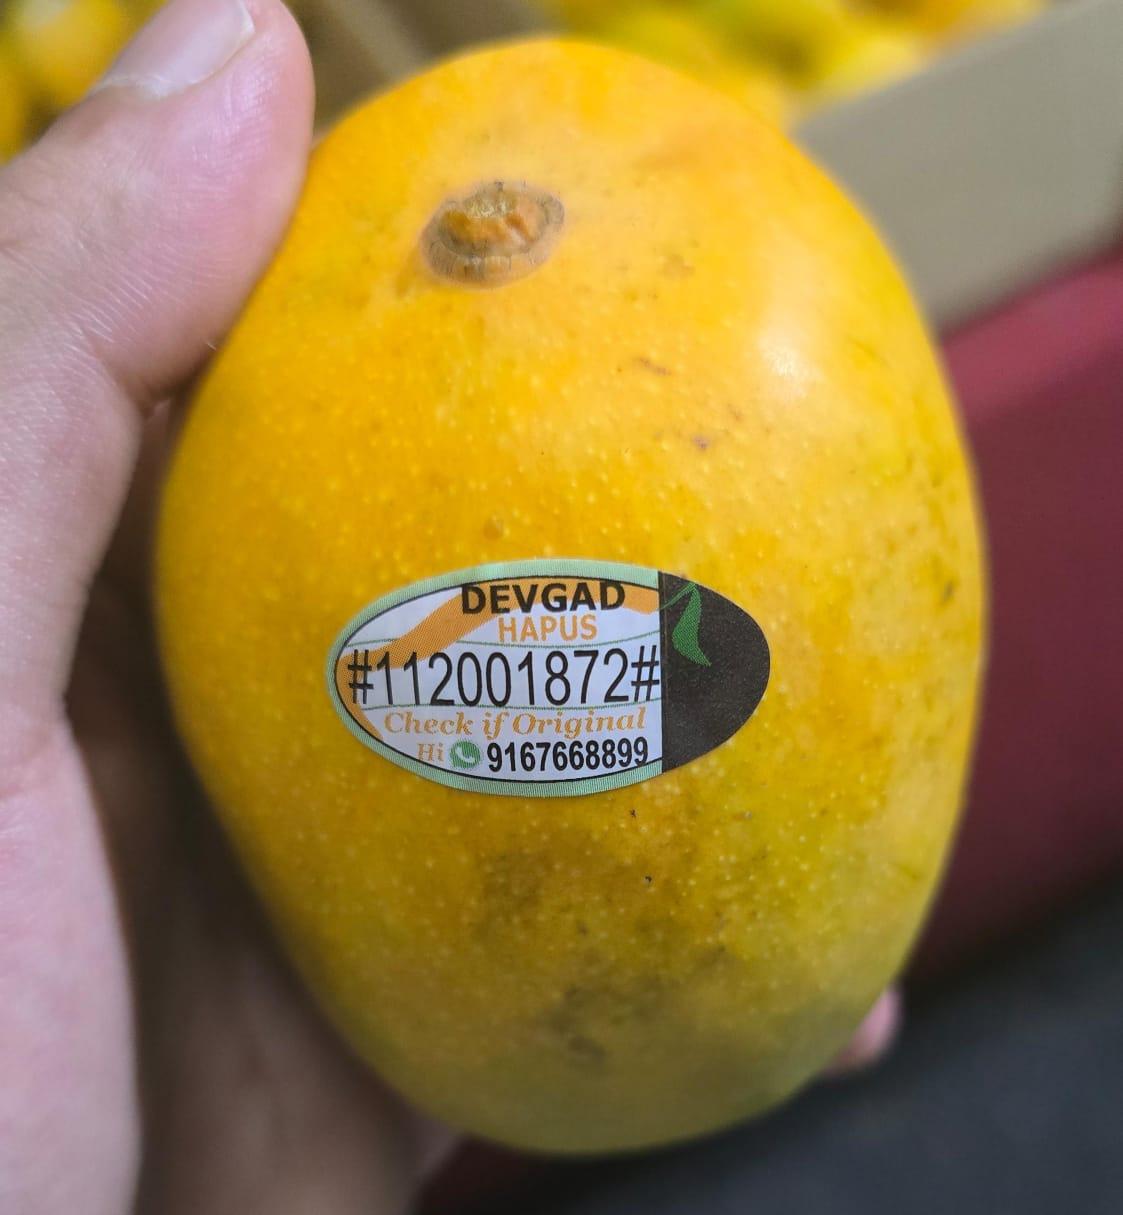 DEVGAD
HAPUS
#112001872#
Check if Original
Hi 9167668899